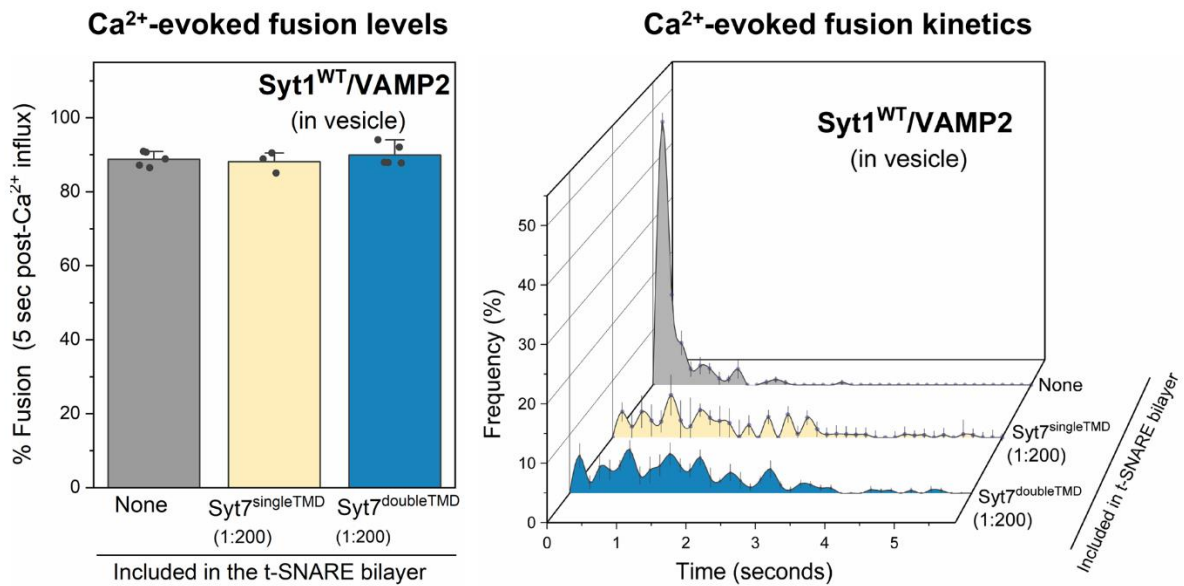 Ca²⁺-evoked fusion levels
% Fusion (5 sec post-Ca²⁺ influx)
100
80
60
40
20
0
Syt1ᵂᵀ/VAMP2
(in vesicle)
None
Syt7ˢⁱⁿᵍˡᵉᵀᴹᴰ
(1:200)
Syt7ᵈᵒᵘᵇˡᵉᵀᴹᴰ
(1:200)
Included in the t-SNARE bilayer
Ca²⁺-evoked fusion kinetics
Syt1ᵂᵀ/VAMP2
(in vesicle)
Frequency (%)
50
40
30
20
10
0
0 1 2 3 4 5
Time (seconds)
None
Syt7ˢⁱⁿᵍˡᵉᵀᴹᴰ
(1:200)
Syt7ᵈᵒᵘᵇˡᵉᵀᴹᴰ
(1:200)
Included in t-SNARE bilayer